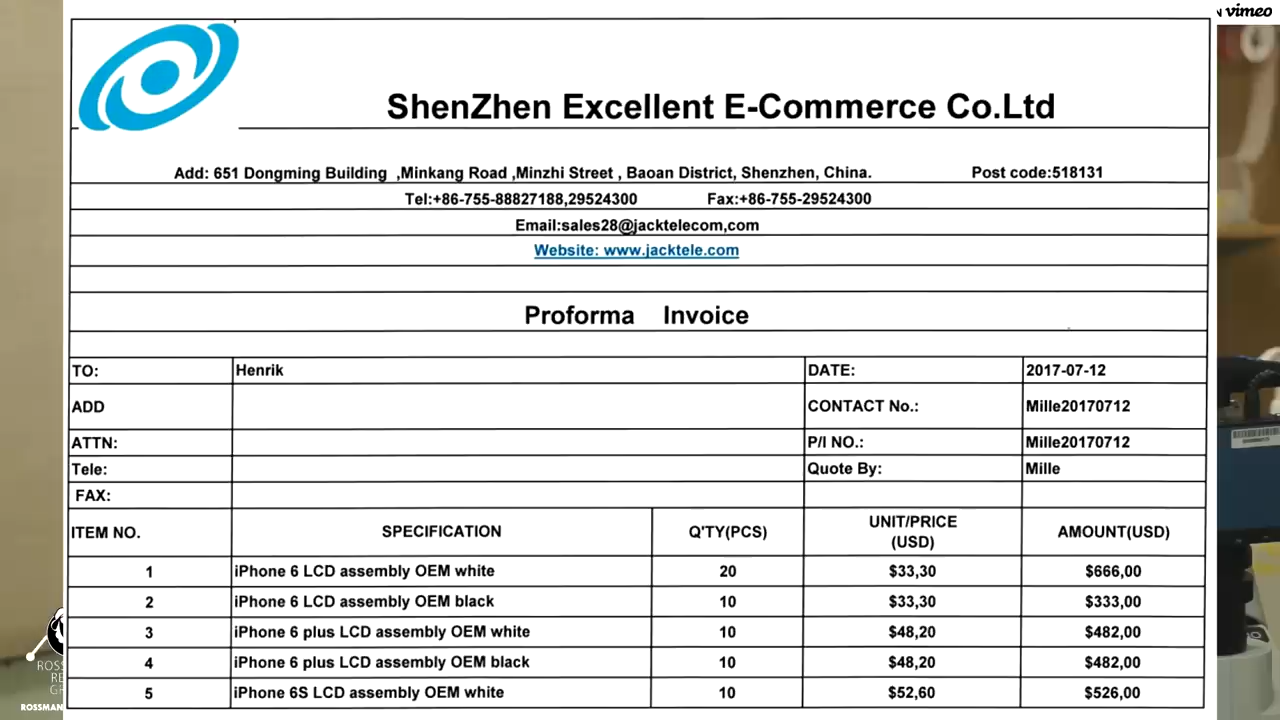 vimeo
ShenZhen Excellent E-Commerce Co.Ltd
Add: 651 Dongming Building ,Minkang Road ,Minzhi Street , Baoan District, Shenzhen, China. Post code:518131
Tel:+86-755-88827188,29524300 Fax:+86-755-29524300
Email:sales28@jacktelecom,com
Website: www.jacktele.com
Proforma Invoice
TO: Henrik DATE: 2017-07-12
ADD CONTACT No.: Mille20170712
ATTN: P/I NO.: Mille20170712
Tele: Quote By: Mille
FAX:
ITEM NO. SPECIFICATION Q'TY(PCS) UNIT/PRICE (USD) AMOUNT(USD)
1 iPhone 6 LCD assembly OEM white 20 $33,30 $666,00
2 iPhone 6 LCD assembly OEM black 10 $33,30 $333,00
3 iPhone 6 plus LCD assembly OEM white 10 $48,20 $482,00
4 iPhone 6 plus LCD assembly OEM black 10 $48,20 $482,00
5 iPhone 6S LCD assembly OEM white 10 $52,60 $526,00
ROSSMAN